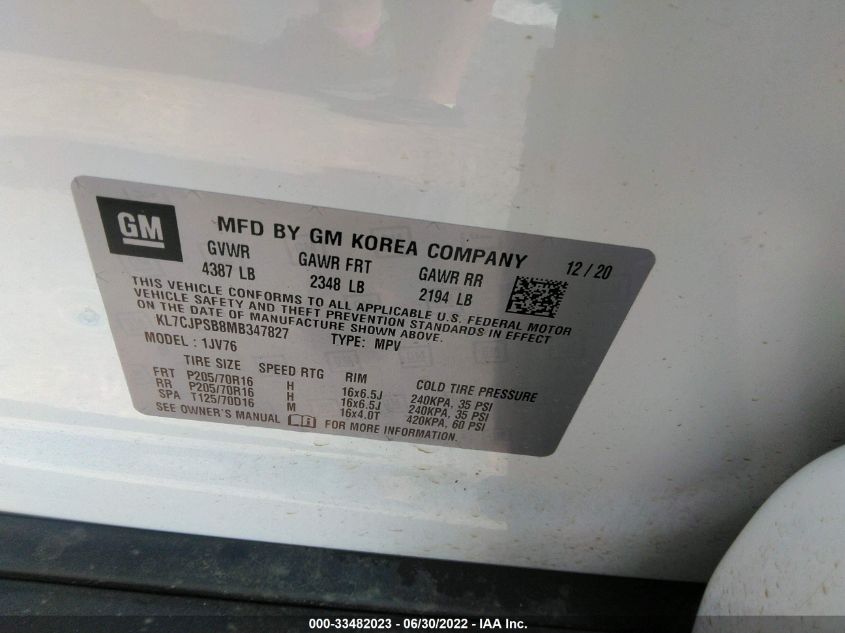 GM
MFD BY GM KOREA COMPANY 12 / 20
GVWR GAWR FRT GAWR RR
4387 LB 2348 LB 2194 LB
THIS VEHICLE CONFORMS TO ALL APPLICABLE U.S. FEDERAL MOTOR
VEHICLE SAFETY AND THEFT PREVENTION STANDARDS IN EFFECT
ON THE DATE OF MANUFACTURE SHOWN ABOVE.
KL7CJPSB8MB347827 TYPE: MPV
MODEL : 1JV76
TIRE SIZE SPEED RTG RIM COLD TIRE PRESSURE
FRT P205/70R16 H 16x6.5J 240KPA, 35 PSI
RR P205/70R16 H 16x6.5J 240KPA, 35 PSI
SPA T125/70D16 M 16x4.0T 420KPA, 60 PSI
SEE OWNER'S MANUAL FOR MORE INFORMATION.
000-33482023 - 06/30/2022 - IAA Inc.